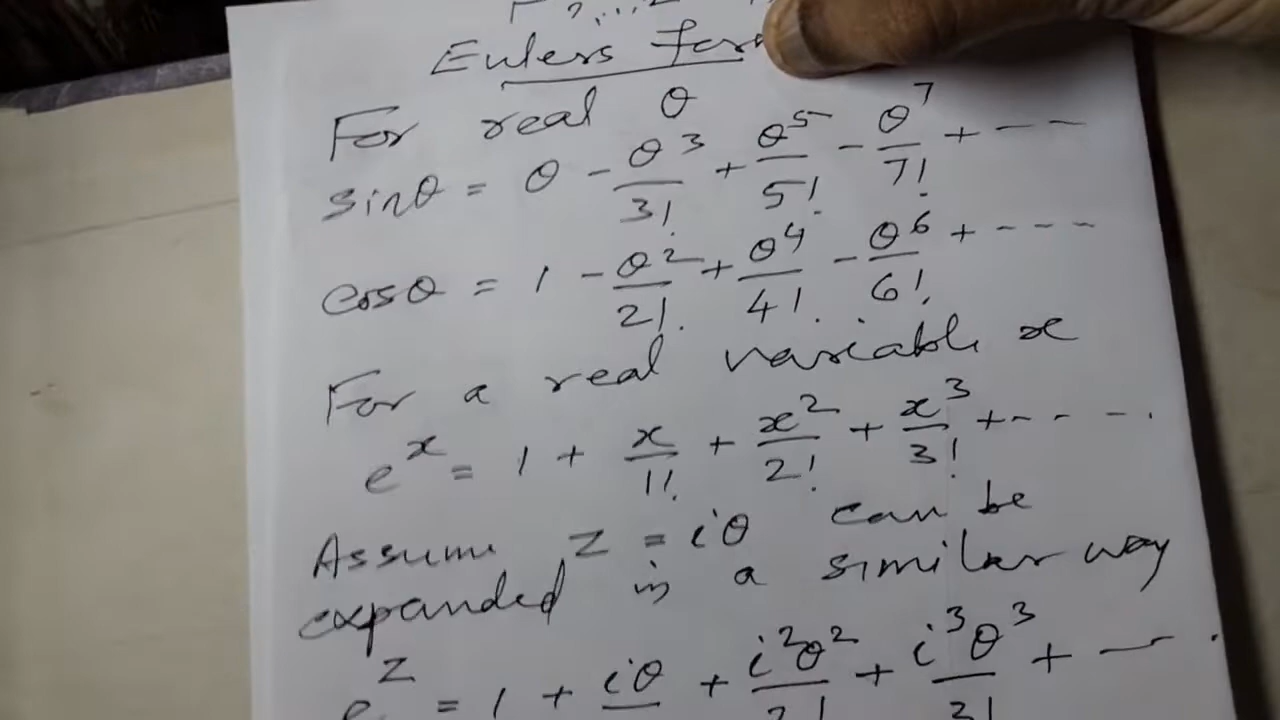 Eulers For
For real θ
sinθ = θ - θ³/3! + θ⁵/5! - θ⁷/7! + ---
cosθ = 1 - θ²/2! + θ⁴/4! - θ⁶/6! + ----
For a real variable x
eˣ = 1 + x/1! + x²/2! + x³/3! + ----.
Assume z = iθ can be
expanded in a similar way
e^z = 1 + iθ + i²θ²/2! + i³θ³/3! + --- .